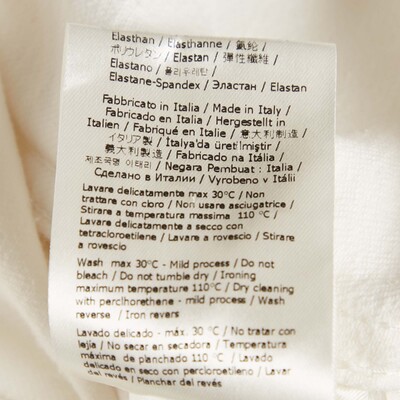 Elasthan / Elasthanne / 氨綸 /
ポリウレタン / Elastan / 彈性纖維 /
Elastano / 폴리우레탄 /
Elastane-Spandex / Эластан / Elastan
Fabbricato in Italia / Made in Italy /
Fabricado en Italia / Hergestellt in
Italien / Fabriqué en Italie / 意大利制造 /
イタリア製 / Italya'da üretilmiştir /
義大利製造 / Fabricado na Itália /
제조국명 이태리 / Negara Pembuat : Italia /
Сделано в Италии / Vyrobeno v Itálii
Lavare delicatamente max 30°C / Non
trattare con cloro / Non usare asciugatrice /
Stirare a temperatura massima 110 °C /
Lavare delicatamente a secco con
tetracloroetilene / Lavare a rovescio / Stirare
a rovescio
Wash max 30°C - Mild process / Do not
bleach / Do not tumble dry / Ironing
maximum temperature 110°C / Dry cleaning
with perclhorethene - mild process / Wash
reverse / Iron revers
Lavado delicado - máx. 30 °C / No tratar con
lejía / No secar en secadora / Temperatura
máxima de planchado 110 °C / Lavado
delicado en seco con percloroetileno / Lavar
del revés / Planchar del revés